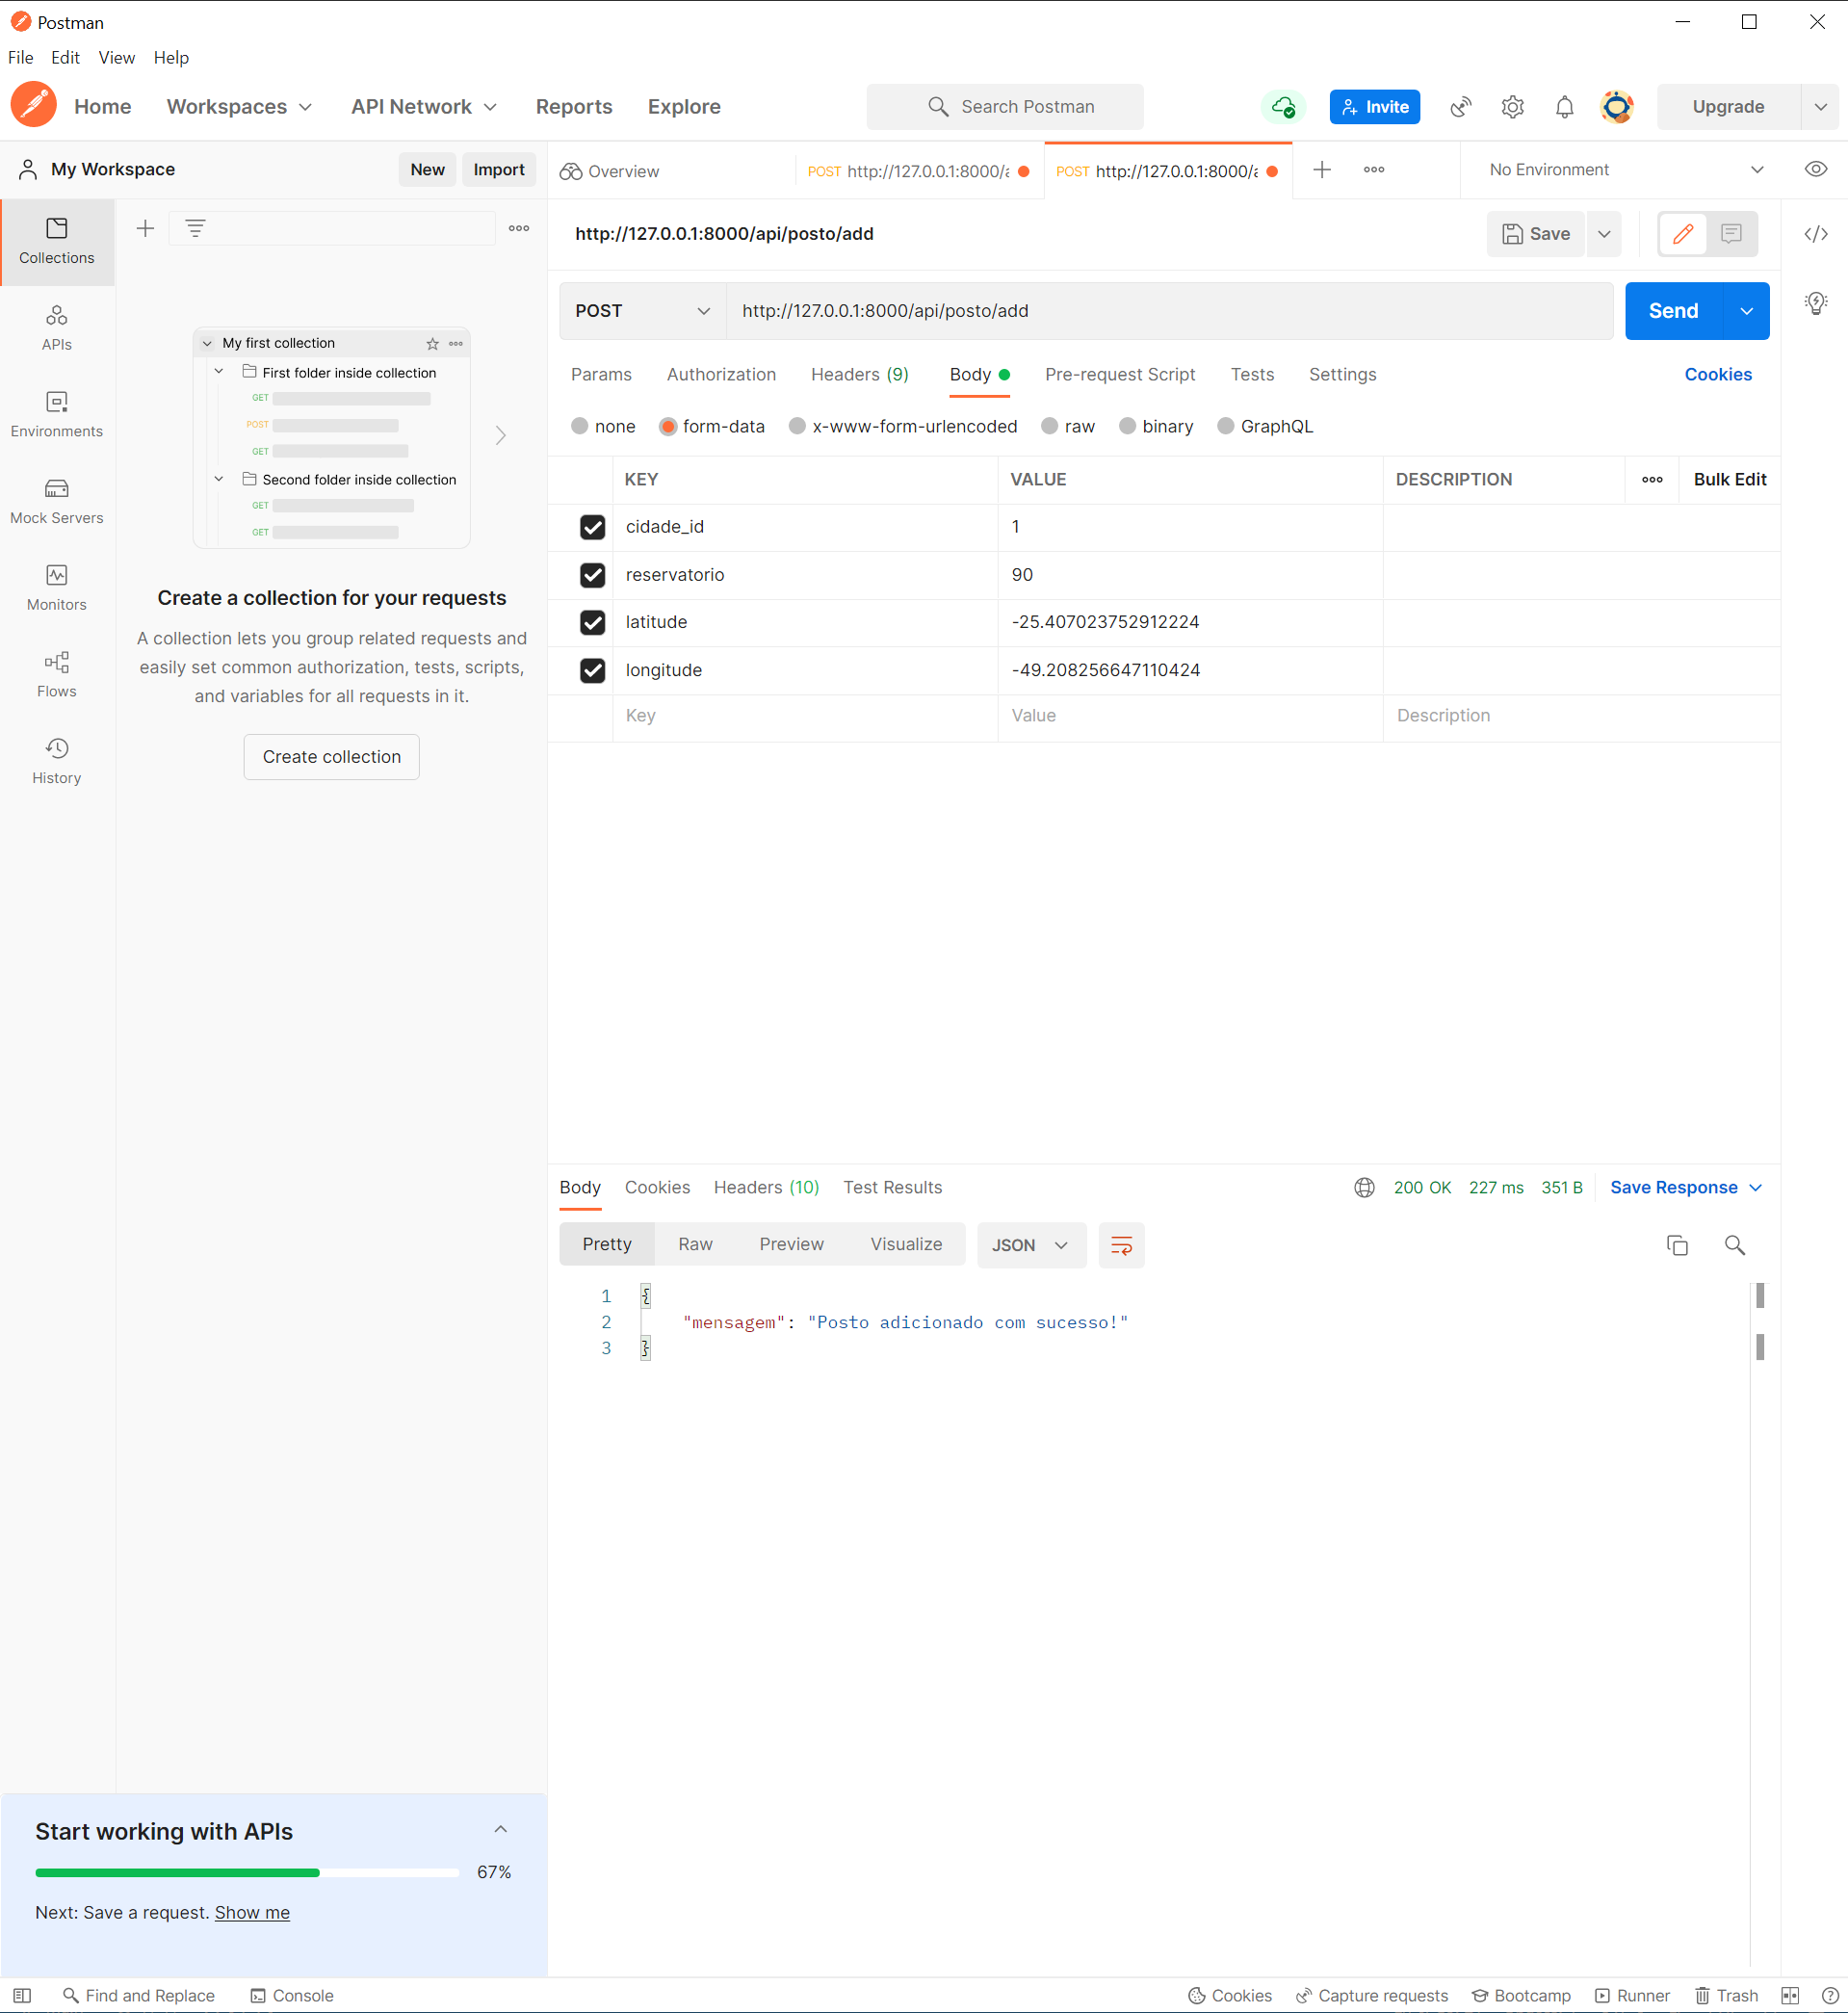 Postman
File Edit View Help
Home Workspaces API Network Reports Explore Search Postman Invite Upgrade
My Workspace New Import Overview POST http://127.0.0.1:8000/a POST http://127.0.0.1:8000/a No Environment
http://127.0.0.1:8000/api/posto/add Save
Collections
APIs
Environments
Mock Servers
Monitors
Flows
History
My first collection
First folder inside collection
GET
POST
GET
Second folder inside collection
GET
GET
Create a collection for your requests
A collection lets you group related requests and
easily set common authorization, tests, scripts,
and variables for all requests in it.
Create collection
POST http://127.0.0.1:8000/api/posto/add Send
Params Authorization Headers (9) Body Pre-request Script Tests Settings Cookies
none form-data x-www-form-urlencoded raw binary GraphQL
KEY VALUE DESCRIPTION Bulk Edit
cidade_id 1
reservatorio 90
latitude -25.407023752912224
longitude -49.208256647110424
Key Value Description
Body Cookies Headers (10) Test Results 200 OK 227 ms 351 B Save Response
Pretty Raw Preview Visualize JSON
1 {
2 "mensagem": "Posto adicionado com sucesso!"
3 }
Start working with APIs
67%
Next: Save a request. Show me
Find and Replace Console Cookies Capture requests Bootcamp Runner Trash